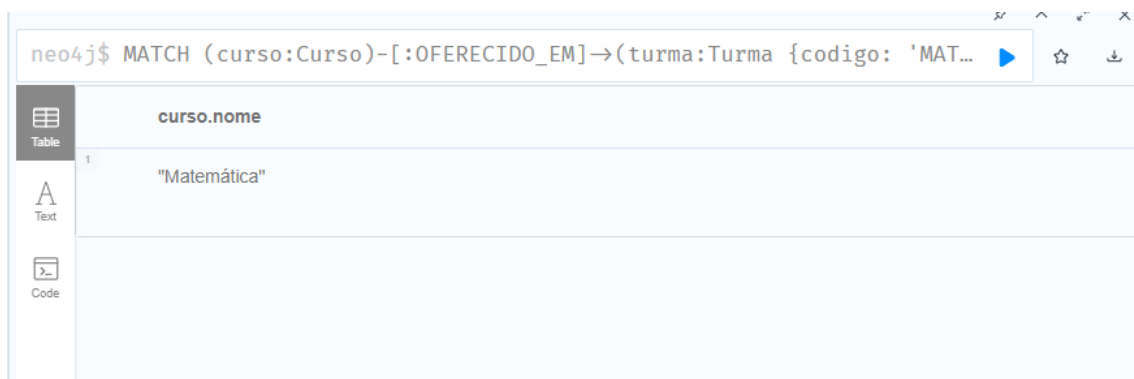 neo4j$ MATCH (curso:Curso)-[:OFERECIDO_EM]→(turma:Turma {codigo: 'MAT…
Table
curso.nome
1
"Matemática"
A
Text
Code